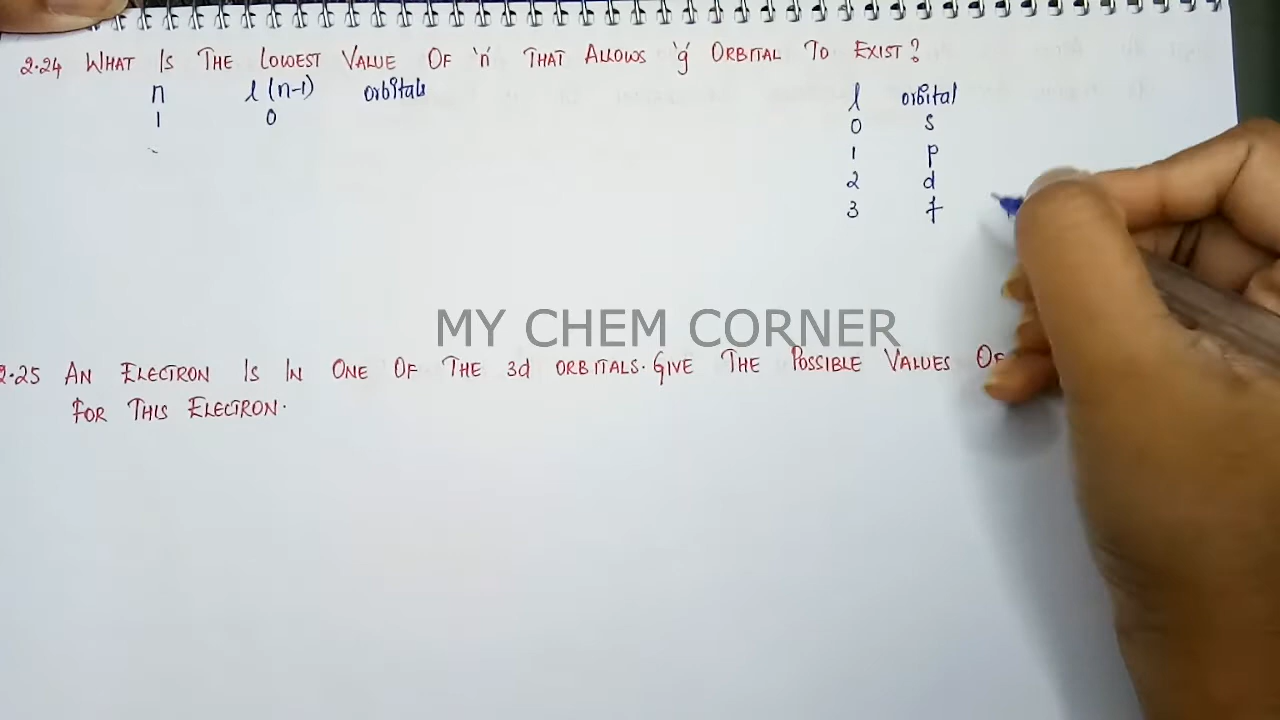 2.24 WHAT IS THE LOWEST VALUE OF 'n' THAT ALLOWS 'g' ORBITAL TO EXIST?
n l (n-1) orbitals
1 0
l orbital
0 s
1 p
2 d
3 f
MY CHEM CORNER
2.25 AN ELECTRON IS IN ONE OF THE 3d ORBITALS. GIVE THE POSSIBLE VALUES OF
FOR THIS ELECTRON.